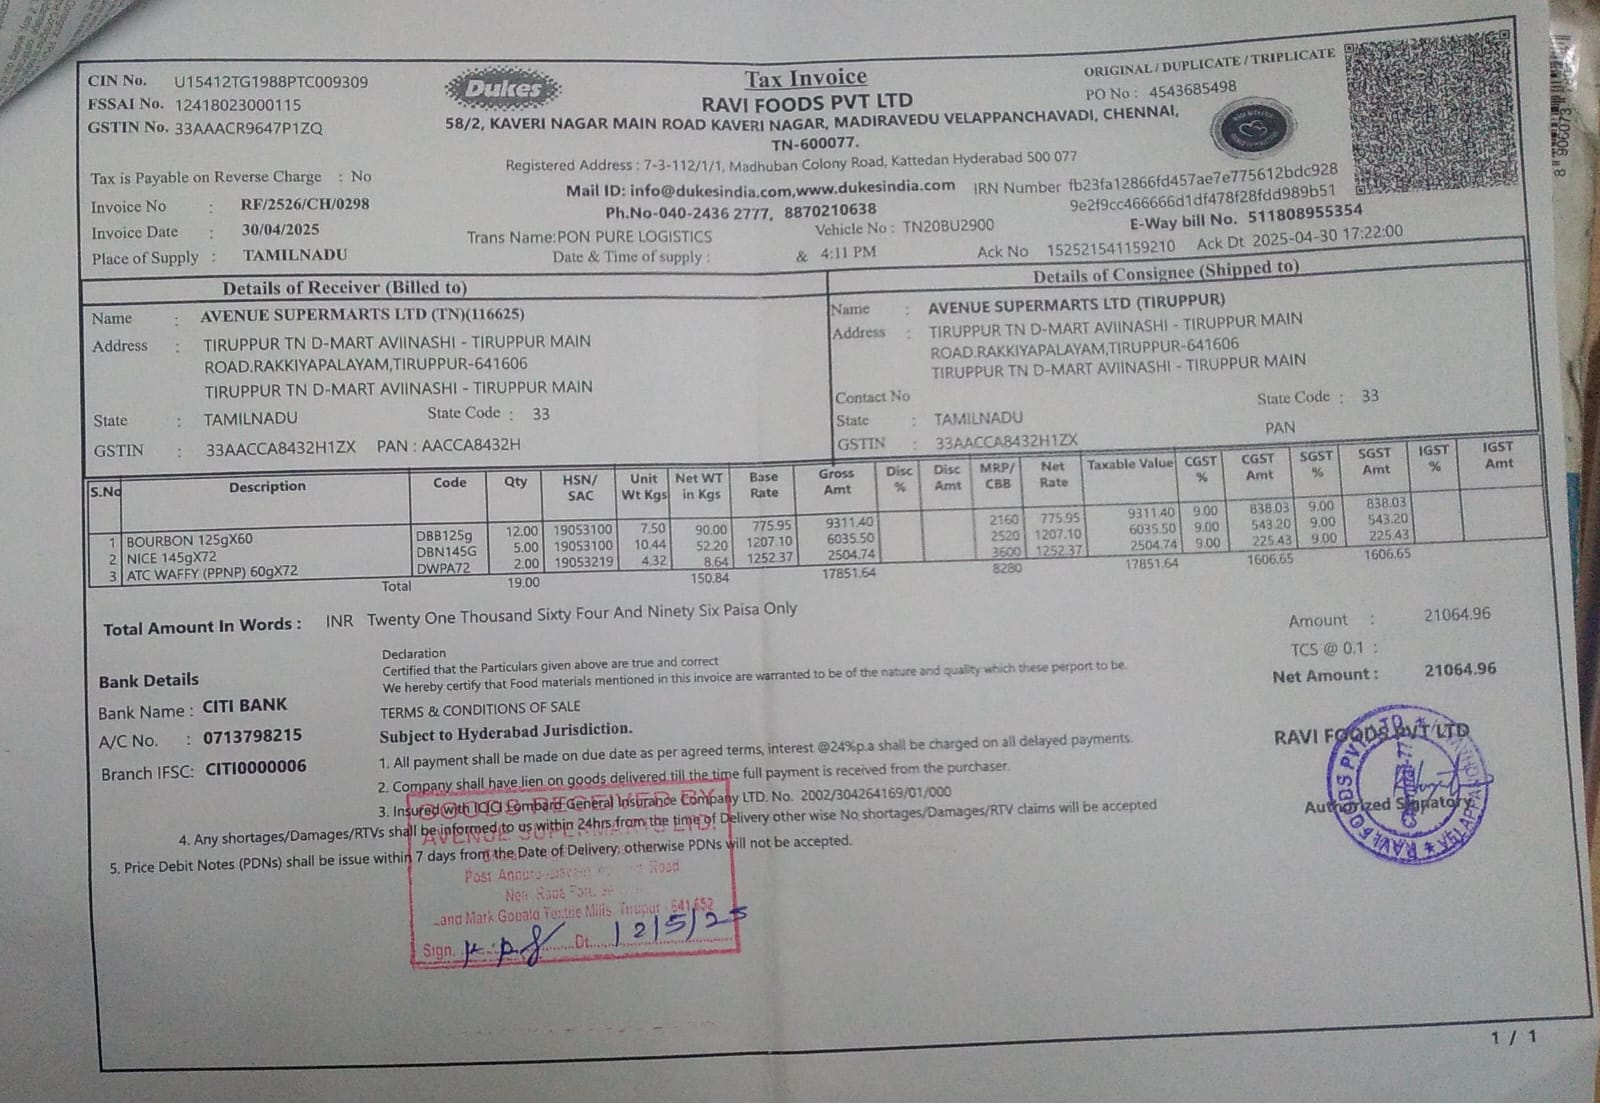 CIN No. U15412TG1988PTC009309
FSSAI No. 12418023000115
GSTIN No. 33AAACR9647P1ZQ
Dukes
Tax Invoice
ORIGINAL / DUPLICATE / TRIPLICATE
RAVI FOODS PVT LTD
PO No : 4543685498
58/2, KAVERI NAGAR MAIN ROAD KAVERI NAGAR, MADIRAVEDU VELAPPANCHAVADI, CHENNAI,
TN-600077.
Registered Address : 7-3-112/1/1, Madhuban Colony Road, Kattedan Hyderabad 500 077
Mail ID: info@dukesindia.com,www.dukesindia.com
IRN Number fb23fa12866fd457ae7e775612bdc928
9e2f9cc466666d1df478f28fdd989b51
Ph.No-040-2436 2777, 8870210638
E-Way bill No. 511808955354
Tax is Payable on Reverse Charge : No
Invoice No : RF/2526/CH/0298
Invoice Date : 30/04/2025
Place of Supply : TAMILNADU
Trans Name:PON PURE LOGISTICS
Vehicle No : TN20BU2900
Date & Time of supply : & 4:11 PM
Ack No 152521541159210 Ack Dt 2025-04-30 17:22:00
Details of Receiver (Billed to)
Name : AVENUE SUPERMARTS LTD (TN)(116625)
Address : TIRUPPUR TN D-MART AVIINASHI - TIRUPPUR MAIN
ROAD.RAKKIYAPALAYAM,TIRUPPUR-641606
TIRUPPUR TN D-MART AVIINASHI - TIRUPPUR MAIN
State : TAMILNADU State Code : 33
GSTIN : 33AACCA8432H1ZX PAN : AACCA8432H
Details of Consignee (Shipped to)
Name : AVENUE SUPERMARTS LTD (TIRUPPUR)
Address : TIRUPPUR TN D-MART AVIINASHI - TIRUPPUR MAIN
ROAD.RAKKIYAPALAYAM,TIRUPPUR-641606
TIRUPPUR TN D-MART AVIINASHI - TIRUPPUR MAIN
Contact No
State : TAMILNADU State Code : 33
GSTIN : 33AACCA8432H1ZX PAN
S.No Description Code Qty HSN/ SAC Unit Wt Kgs Net WT in Kgs Base Rate Gross Amt Disc % Disc Amt MRP/ CBB Net Rate Taxable Value CGST % CGST Amt SGST % SGST Amt IGST % IGST Amt
1 BOURBON 125gX60 DBB125g 12.00 19053100 7.50 90.00 775.95 9311.40 2160 775.95 9311.40 9.00 838.03 9.00 838.03
2 NICE 145gX72 DBN145G 5.00 19053100 10.44 52.20 1207.10 6035.50 2520 1207.10 6035.50 9.00 543.20 9.00 543.20
3 ATC WAFFY (PPNP) 60gX72 DWPA72 2.00 19053219 4.32 8.64 1252.37 2504.74 3600 1252.37 2504.74 9.00 225.43 9.00 225.43
Total 19.00 150.84 17851.64 8280 17851.64 1606.65 1606.65
Total Amount In Words : INR Twenty One Thousand Sixty Four And Ninety Six Paisa Only
Amount : 21064.96
TCS @ 0.1 :
Net Amount : 21064.96
Bank Details
Bank Name : CITI BANK
A/C No. : 0713798215
Branch IFSC: CITI0000006
Declaration
Certified that the Particulars given above are true and correct
We hereby certify that Food materials mentioned in this invoice are warranted to be of the nature and quality which these perport to be.
TERMS & CONDITIONS OF SALE
Subject to Hyderabad Jurisdiction.
1. All payment shall be made on due date as per agreed terms, interest @24%p.a shall be charged on all delayed payments.
2. Company shall have lien on goods delivered till the time full payment is received from the purchaser.
3. Insured with ICICI Lombard General Insurance Company LTD. No. 2002/304264169/01/000
4. Any shortages/Damages/RTVs shall be informed to us within 24hrs from the time of Delivery other wise No shortages/Damages/RTV claims will be accepted
5. Price Debit Notes (PDNs) shall be issue within 7 days from the Date of Delivery, otherwise PDNs will not be accepted.
RAVI FOODS PVT LTD
Authorized Signatory
RAVI FOODS PVT LTD
GOODS RECEIVED BY
AVENUE SUPERMARTS LTD.
Post Road
Land Mark Textile Mills, Tirupur - 641652
Sign. Dt. 12/5/25
1 / 1